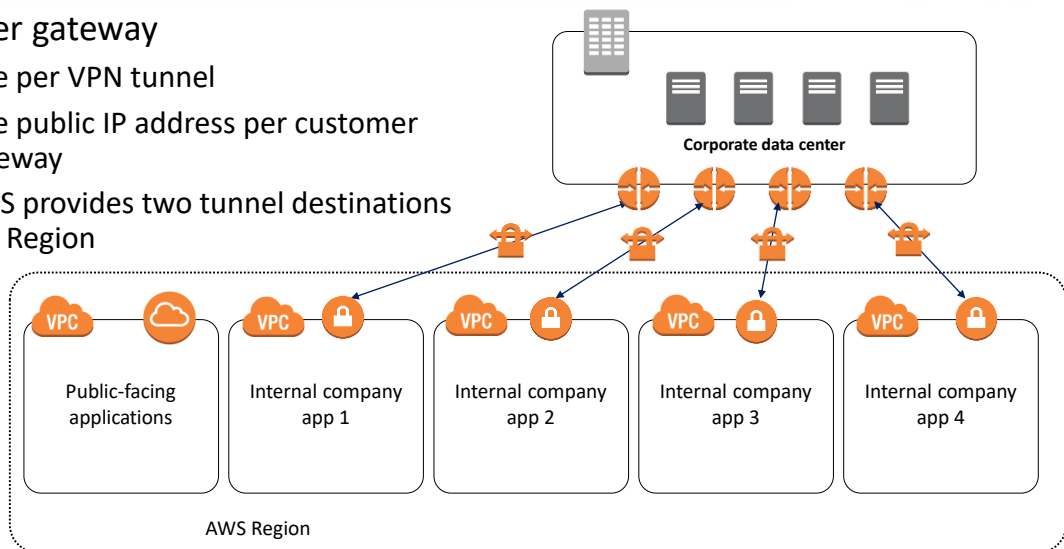 er gateway
e per VPN tunnel
e public IP address per customer
eway
S provides two tunnel destinations
Region
Corporate data center
VPC
VPC
VPC
VPC
VPC
Public-facing
applications
Internal company
app 1
Internal company
app 2
Internal company
app 3
Internal company
app 4
AWS Region